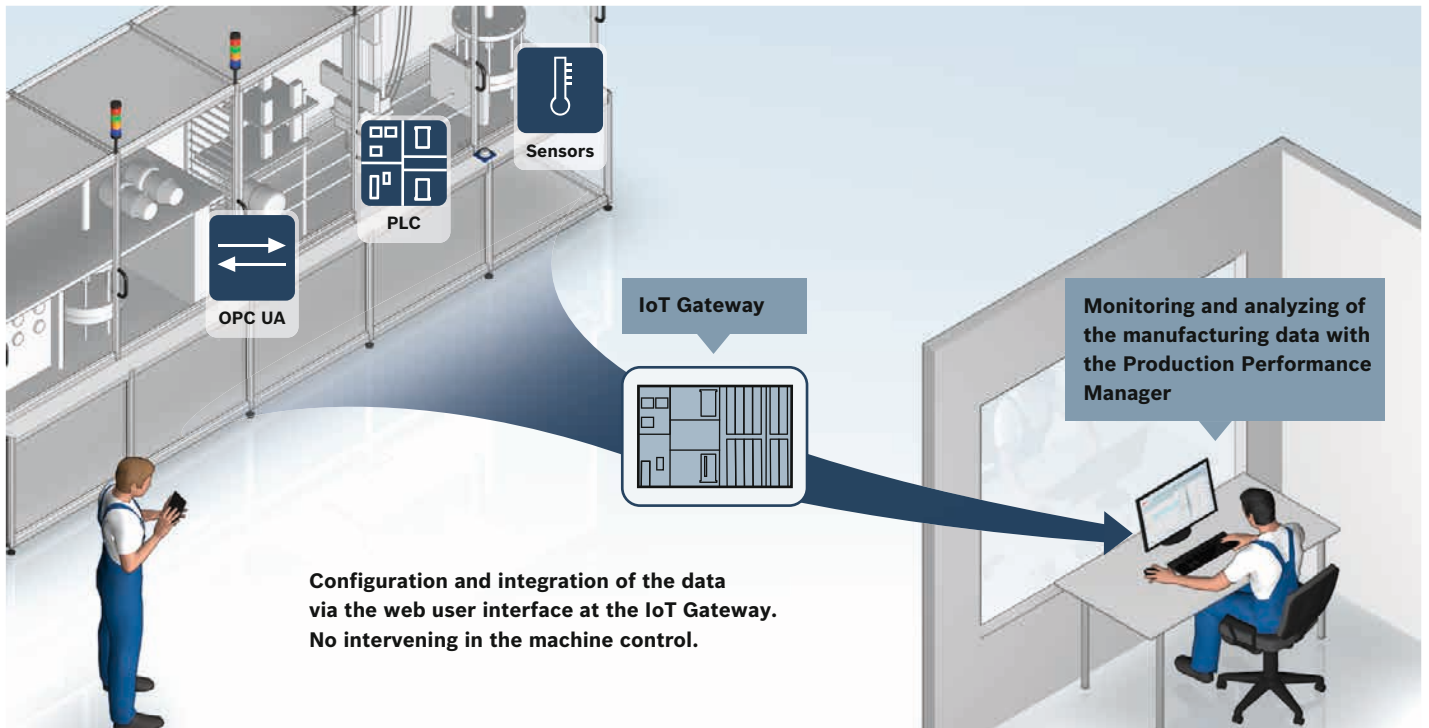 Sensors
PLC
OPC UA
IoT Gateway
Monitoring and analyzing of
the manufacturing data with
the Production Performance
Manager
Configuration and integration of the data
via the web user interface at the IoT Gateway.
No intervening in the machine control.